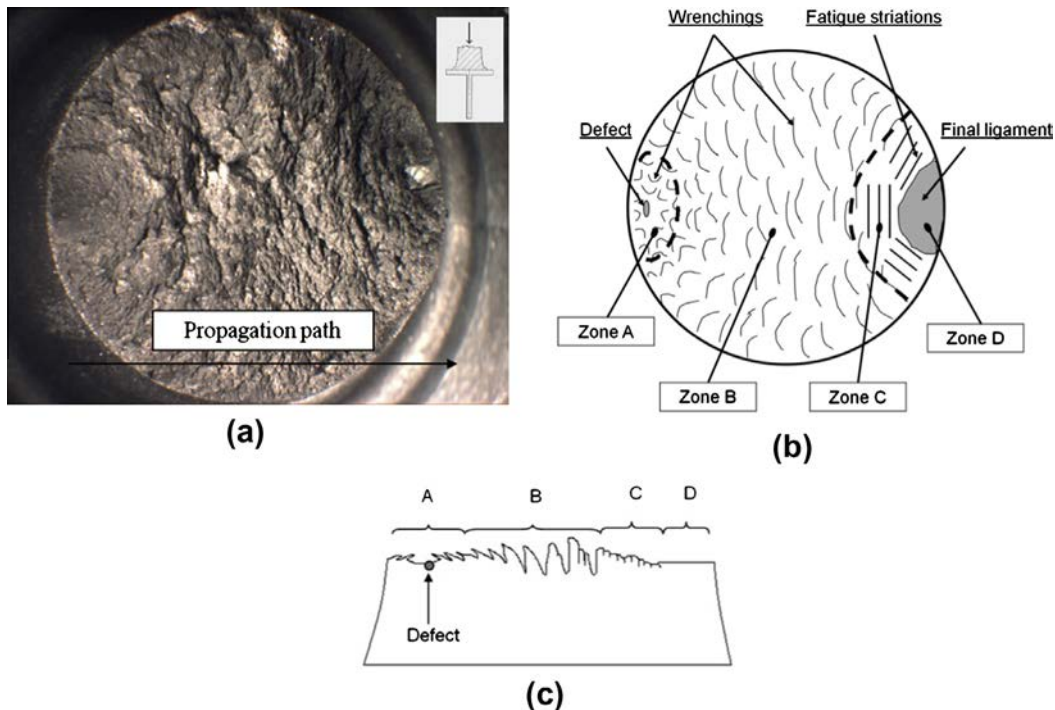 (a)
Propagation path
(a)
Wrenchings
Fatigue striations
Defect
Final ligament
Zone A
Zone D
Zone B
Zone C
(b)
A
B
C
D
Defect
(c)